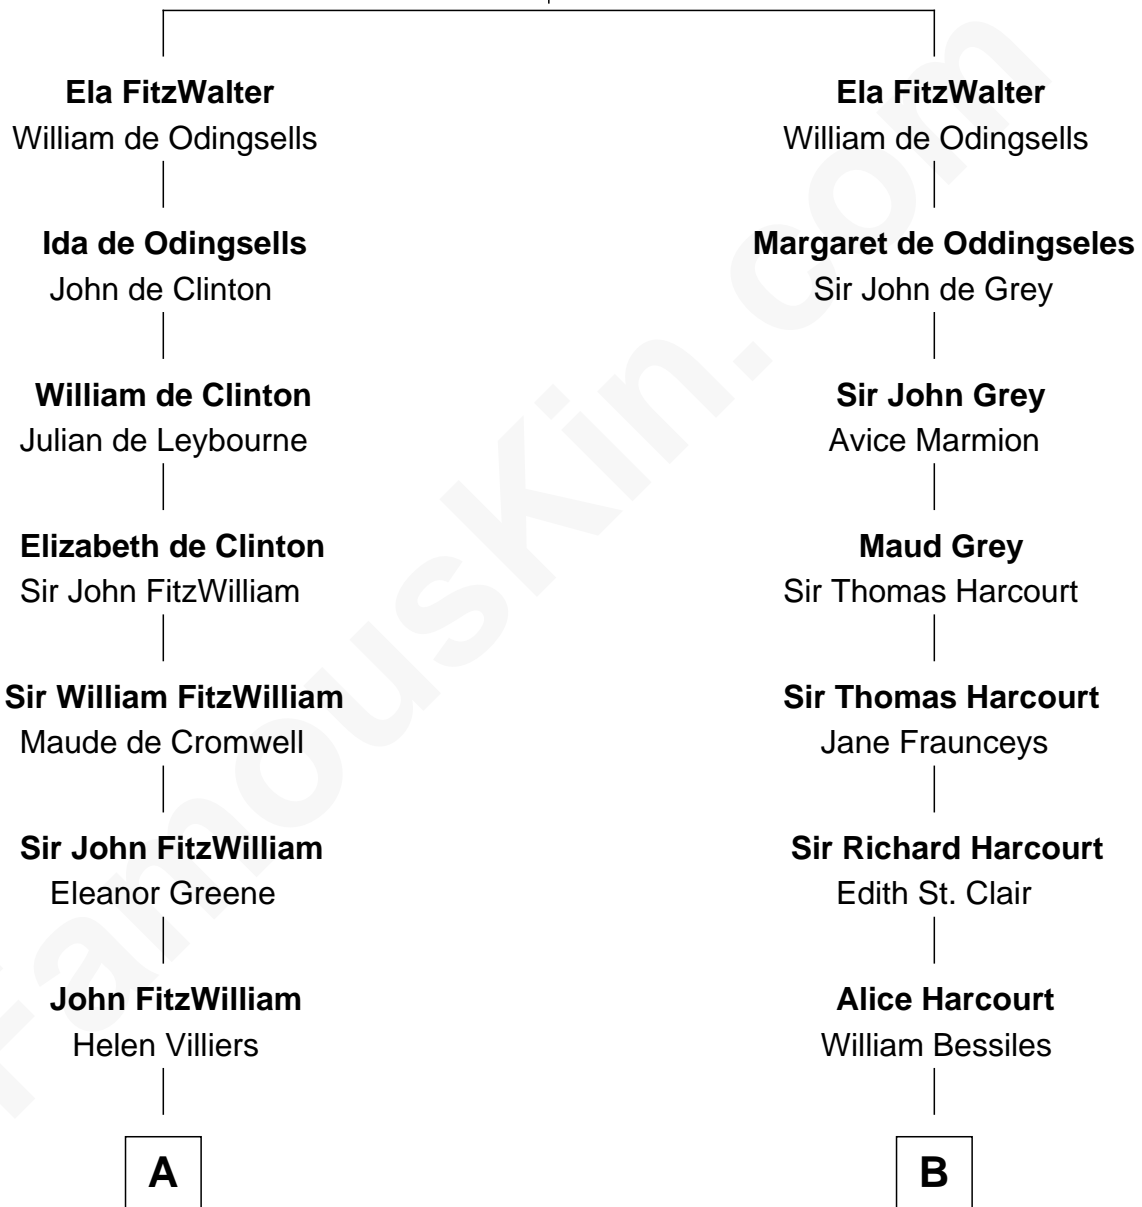 Ela FitzWalter
William de Odingsells
Ida de Odingsells
John de Clinton
William de Clinton
Julian de Leybourne
Elizabeth de Clinton
Sir John FitzWilliam
Sir William FitzWilliam
Maude de Cromwell
Sir John FitzWilliam
Eleanor Greene
John FitzWilliam
Helen Villiers
A
Ela FitzWalter
William de Odingsells
Margaret de Oddingseles
Sir John de Grey
Sir John Grey
Avice Marmion
Maud Grey
Sir Thomas Harcourt
Sir Thomas Harcourt
Jane Fraunceys
Sir Richard Harcourt
Edith St. Clair
Alice Harcourt
William Bessiles
B
FamousKin.com